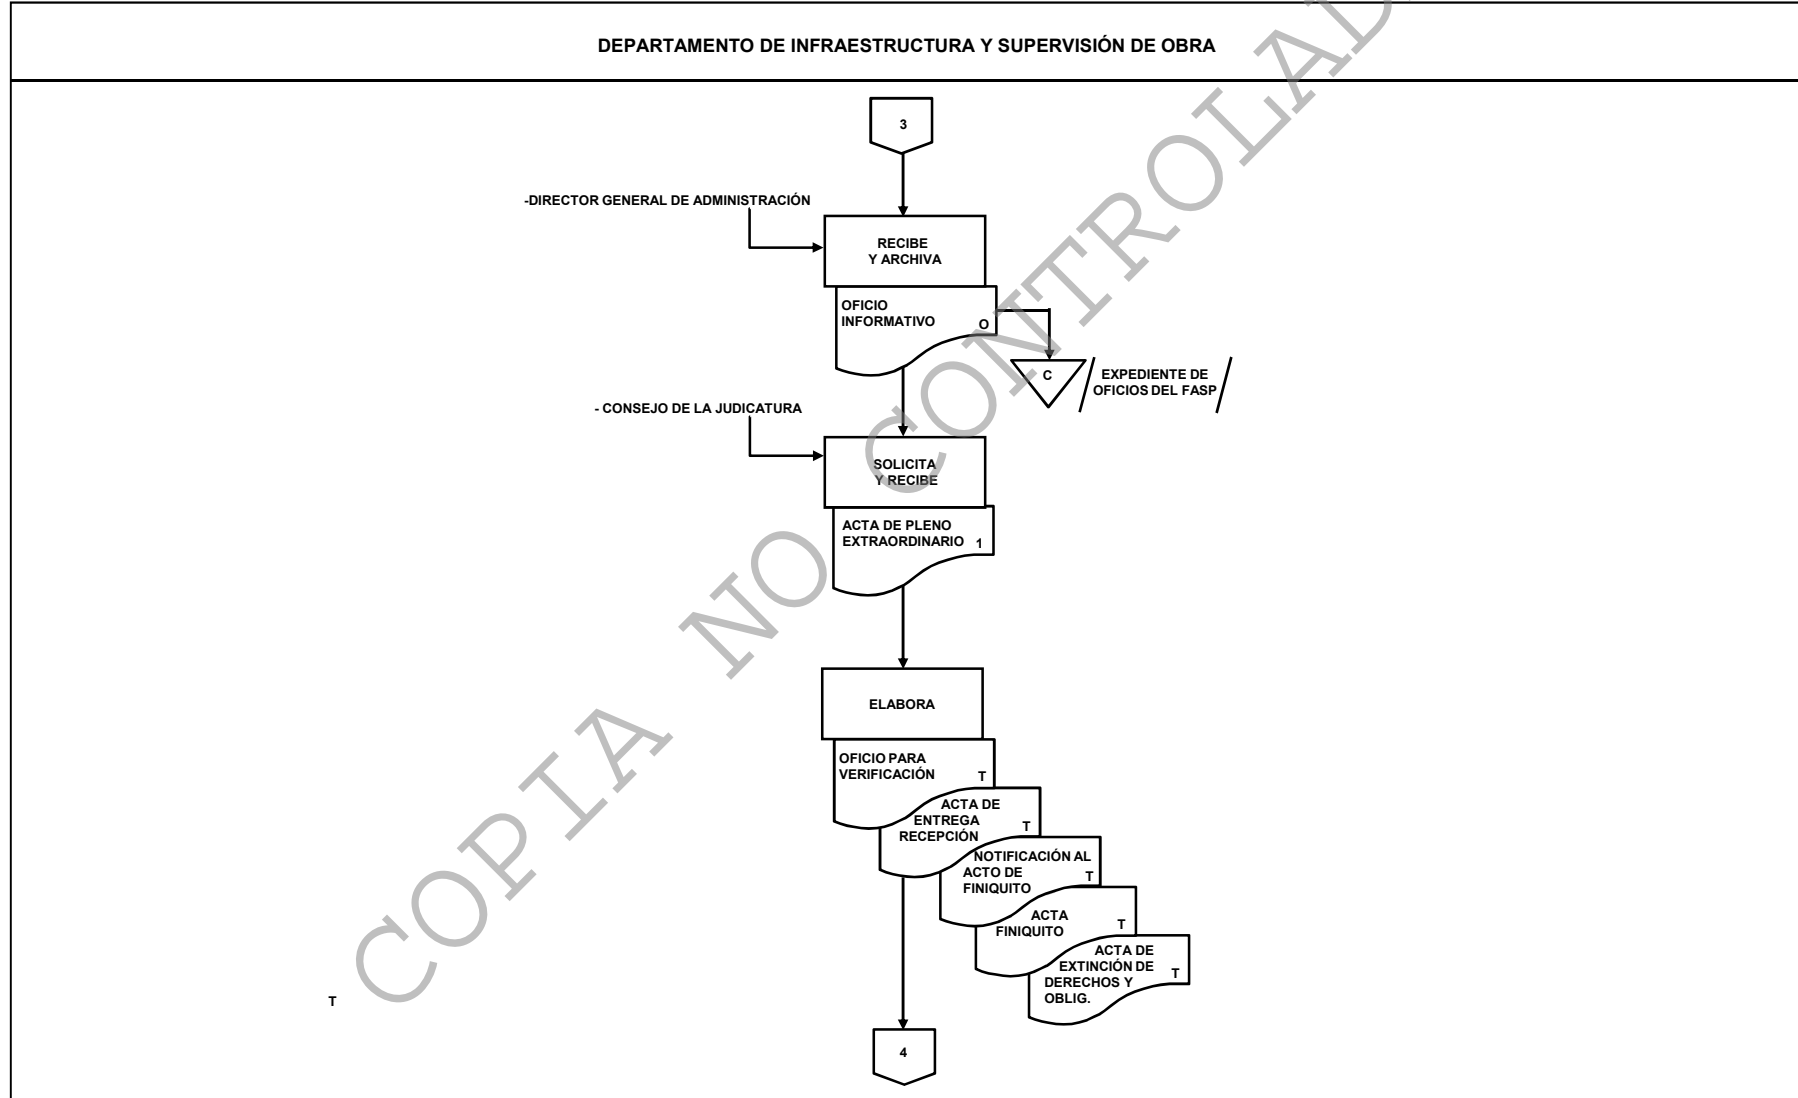 DEPARTAMENTO DE INFRAESTRUCTURA Y SUPERVISIÓN DE OBRA
3
-DIRECTOR GENERAL DE ADMINISTRACIÓN
RECIBE
Y ARCHIVA
OFICIO
INFORMATIVO O
C
EXPEDIENTE DE
OFICIOS DEL FASP
- CONSEJO DE LA JUDICATURA
SOLICITA
Y RECIBE
ACTA DE PLENO
EXTRAORDINARIO 1
ELABORA
OFICIO PARA
VERIFICACIÓN T
ACTA DE
ENTREGA
RECEPCIÓN T
NOTIFICACIÓN AL
ACTO DE
FINIQUITO T
ACTA
FINIQUITO T
ACTA DE
EXTINCIÓN DE
DERECHOS Y
OBLIG. T
T
4
COPIA NO CONTROLAD